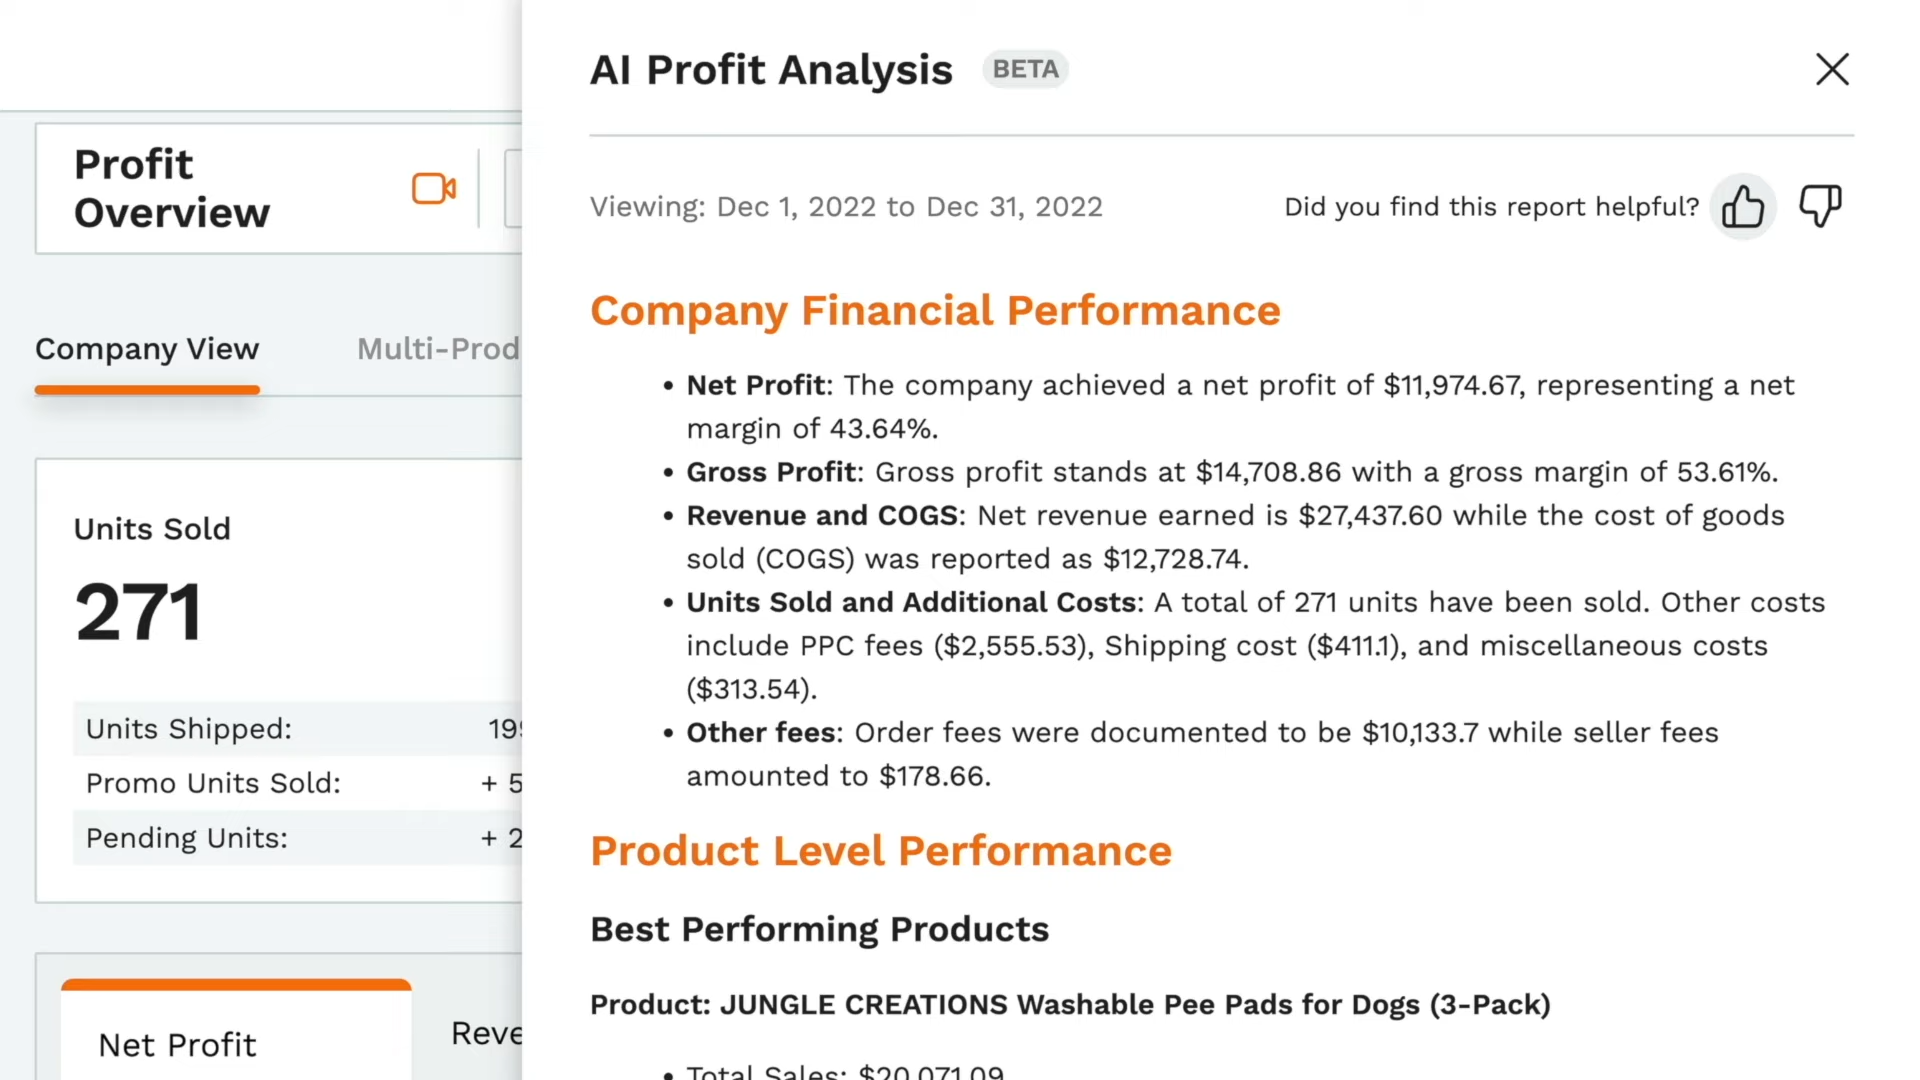 Profit
Overview
Company View
Multi-Prod
Units Sold
271
Units Shipped:
Promo Units Sold: + 5
Pending Units: + 2
Net Profit
Reve
AI Profit Analysis BETA
Viewing: Dec 1, 2022 to Dec 31, 2022
Did you find this report helpful?
Company Financial Performance
• Net Profit: The company achieved a net profit of $11,974.67, representing a net
margin of 43.64%.
• Gross Profit: Gross profit stands at $14,708.86 with a gross margin of 53.61%.
• Revenue and COGS: Net revenue earned is $27,437.60 while the cost of goods
sold (COGS) was reported as $12,728.74.
• Units Sold and Additional Costs: A total of 271 units have been sold. Other costs
include PPC fees ($2,555.53), Shipping cost ($411.1), and miscellaneous costs
($313.54).
• Other fees: Order fees were documented to be $10,133.7 while seller fees
amounted to $178.66.
Product Level Performance
Best Performing Products
Product: JUNGLE CREATIONS Washable Pee Pads for Dogs (3-Pack)
• Total Sales: $20,071.09